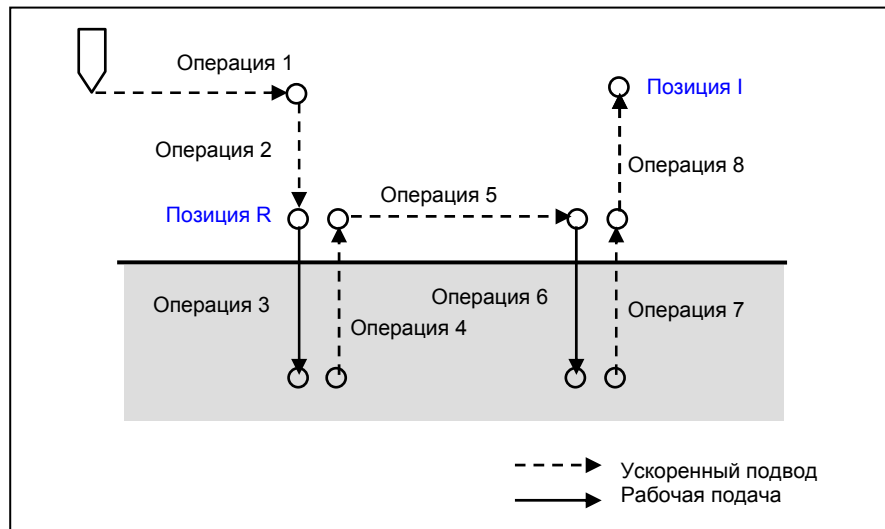 Операция 1
Позиция I
Операция 2
Операция 8
Операция 5
Позиция R
Операция 3
Операция 6
Операция 7
Операция 4
Ускоренный подвод
Рабочая подача